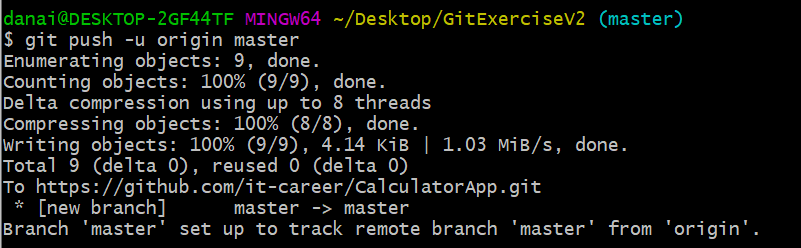 danai@DESKTOP-2GF44TF MINGW64 ~/Desktop/GitExerciseV2 (master)
$ git push -u origin master
Enumerating objects: 9, done.
Counting objects: 100% (9/9), done.
Delta compression using up to 8 threads
Compressing objects: 100% (8/8), done.
Writing objects: 100% (9/9), 4.14 KiB | 1.03 MiB/s, done.
Total 9 (delta 0), reused 0 (delta 0)
To https://github.com/it-career/CalculatorApp.git
 * [new branch]      master -> master
Branch 'master' set up to track remote branch 'master' from 'origin'.